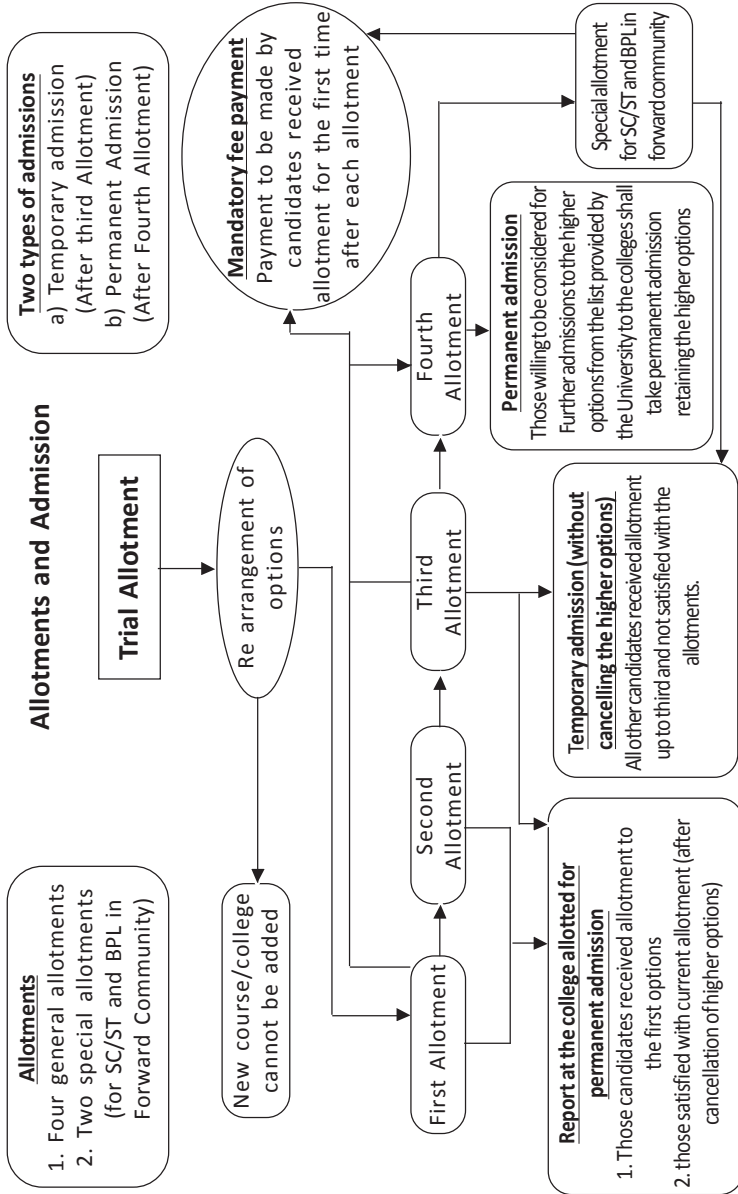 Allotments and Admission
Allotments
1. Four general allotments
2. Two special allotments
(for SC/ST and BPL in
Forward Community)
Trial Allotment
Two types of admissions
a) Temporary admission
(After third Allotment)
b) Permanent Admission
(After Fourth Allotment)
New course/college
cannot be added
Re arrangement of
options
Mandatory fee payment
Payment to be made by
candidates received
allotment for the first time
after each allotment
First Allotment
Second
Allotment
Third
Allotment
Fourth
Allotment
Special allotment
for SC/ST and BPL in
forward community
Report at the college allotted for
permanent admission
1. Those candidates received allotment to
the first options
2. those satisfied with current allotment (after
cancellation of higher options)
Temporary admission (without
cancelling the higher options)
All other candidates received allotment
up to third and not satisfied with the
allotments.
Permanent admission
Those willing to be considered for
Further admissions to the higher
options from the list provided by
the University to the colleges shall
take permanent admission
retaining the higher options